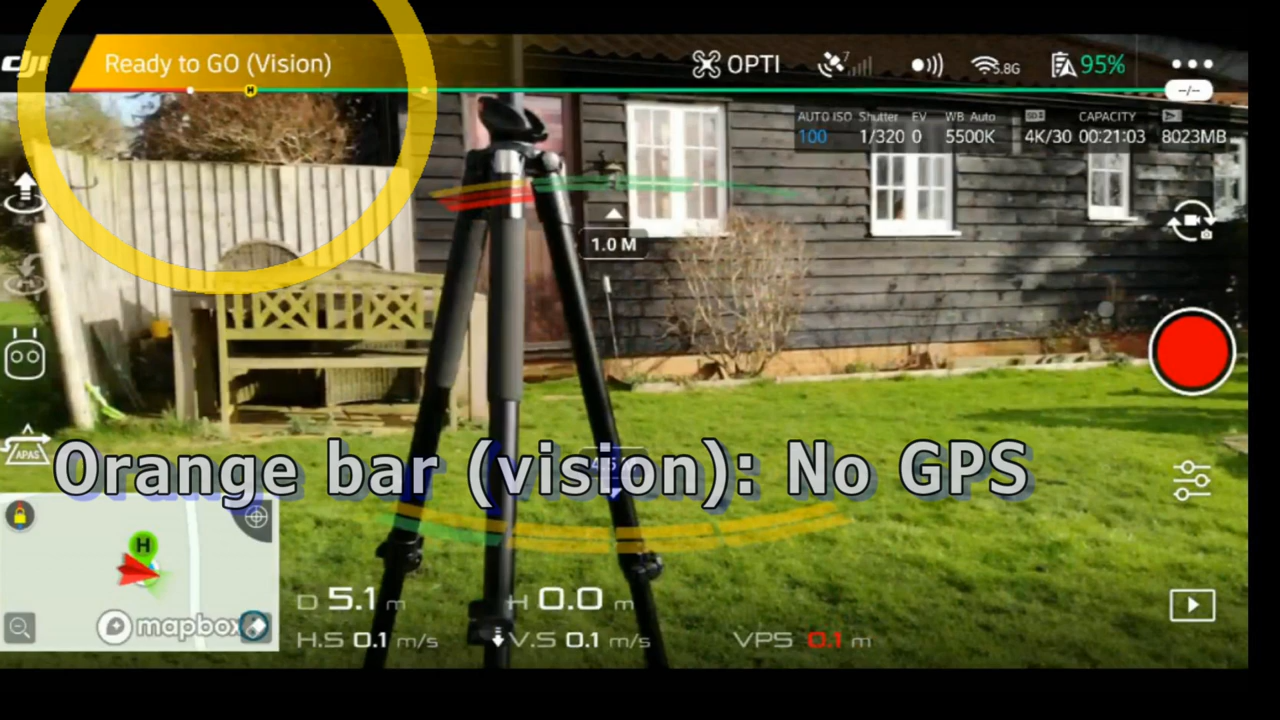 dji
Ready to GO (Vision)
OPTI
7
5.8G
95%
--/--
AUTO ISO Shutter EV WB Auto CAPACITY
100 1/320 0 5500K 4K/30 00:21:03 8023MB
1.0 M
Orange bar (vision): No GPS
APAS
H
mapbox
D 5.1 m H 0.0 m
H.S 0.1 m/s V.S 0.1 m/s VPS 0.1 m